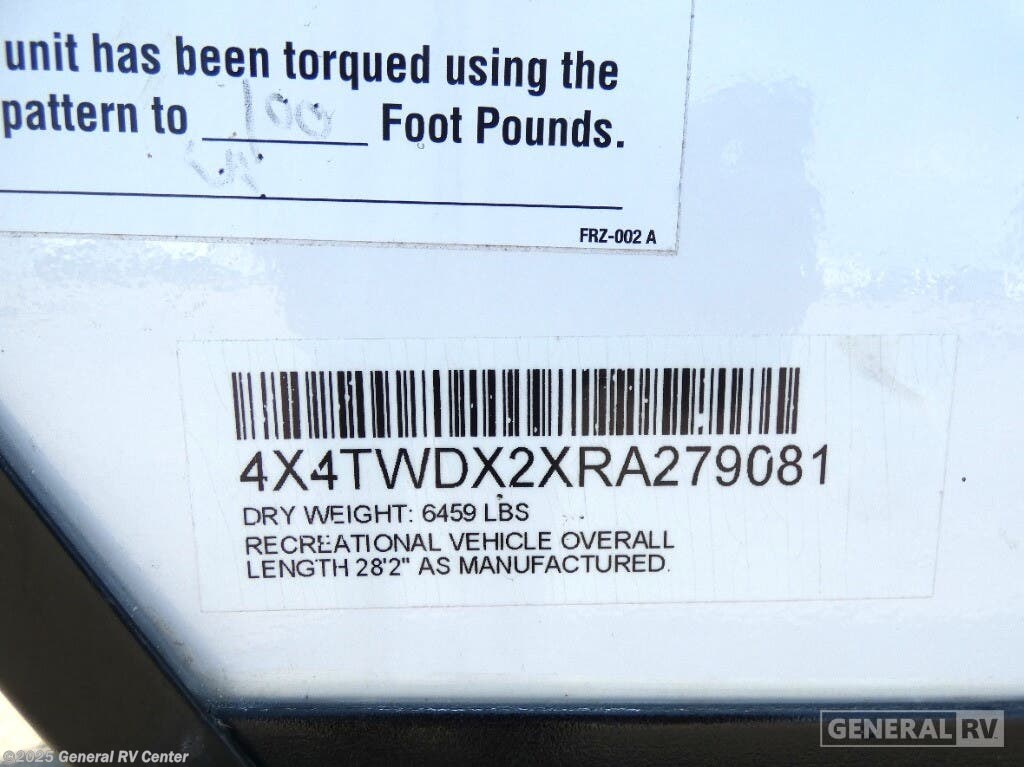 unit has been torqued using the
pattern to 100 Foot Pounds.
FRZ-002 A
4X4TWDX2XRA279081
DRY WEIGHT: 6459 LBS
RECREATIONAL VEHICLE OVERALL
LENGTH 28'2" AS MANUFACTURED.
GENERAL RV
©2025 General RV Center